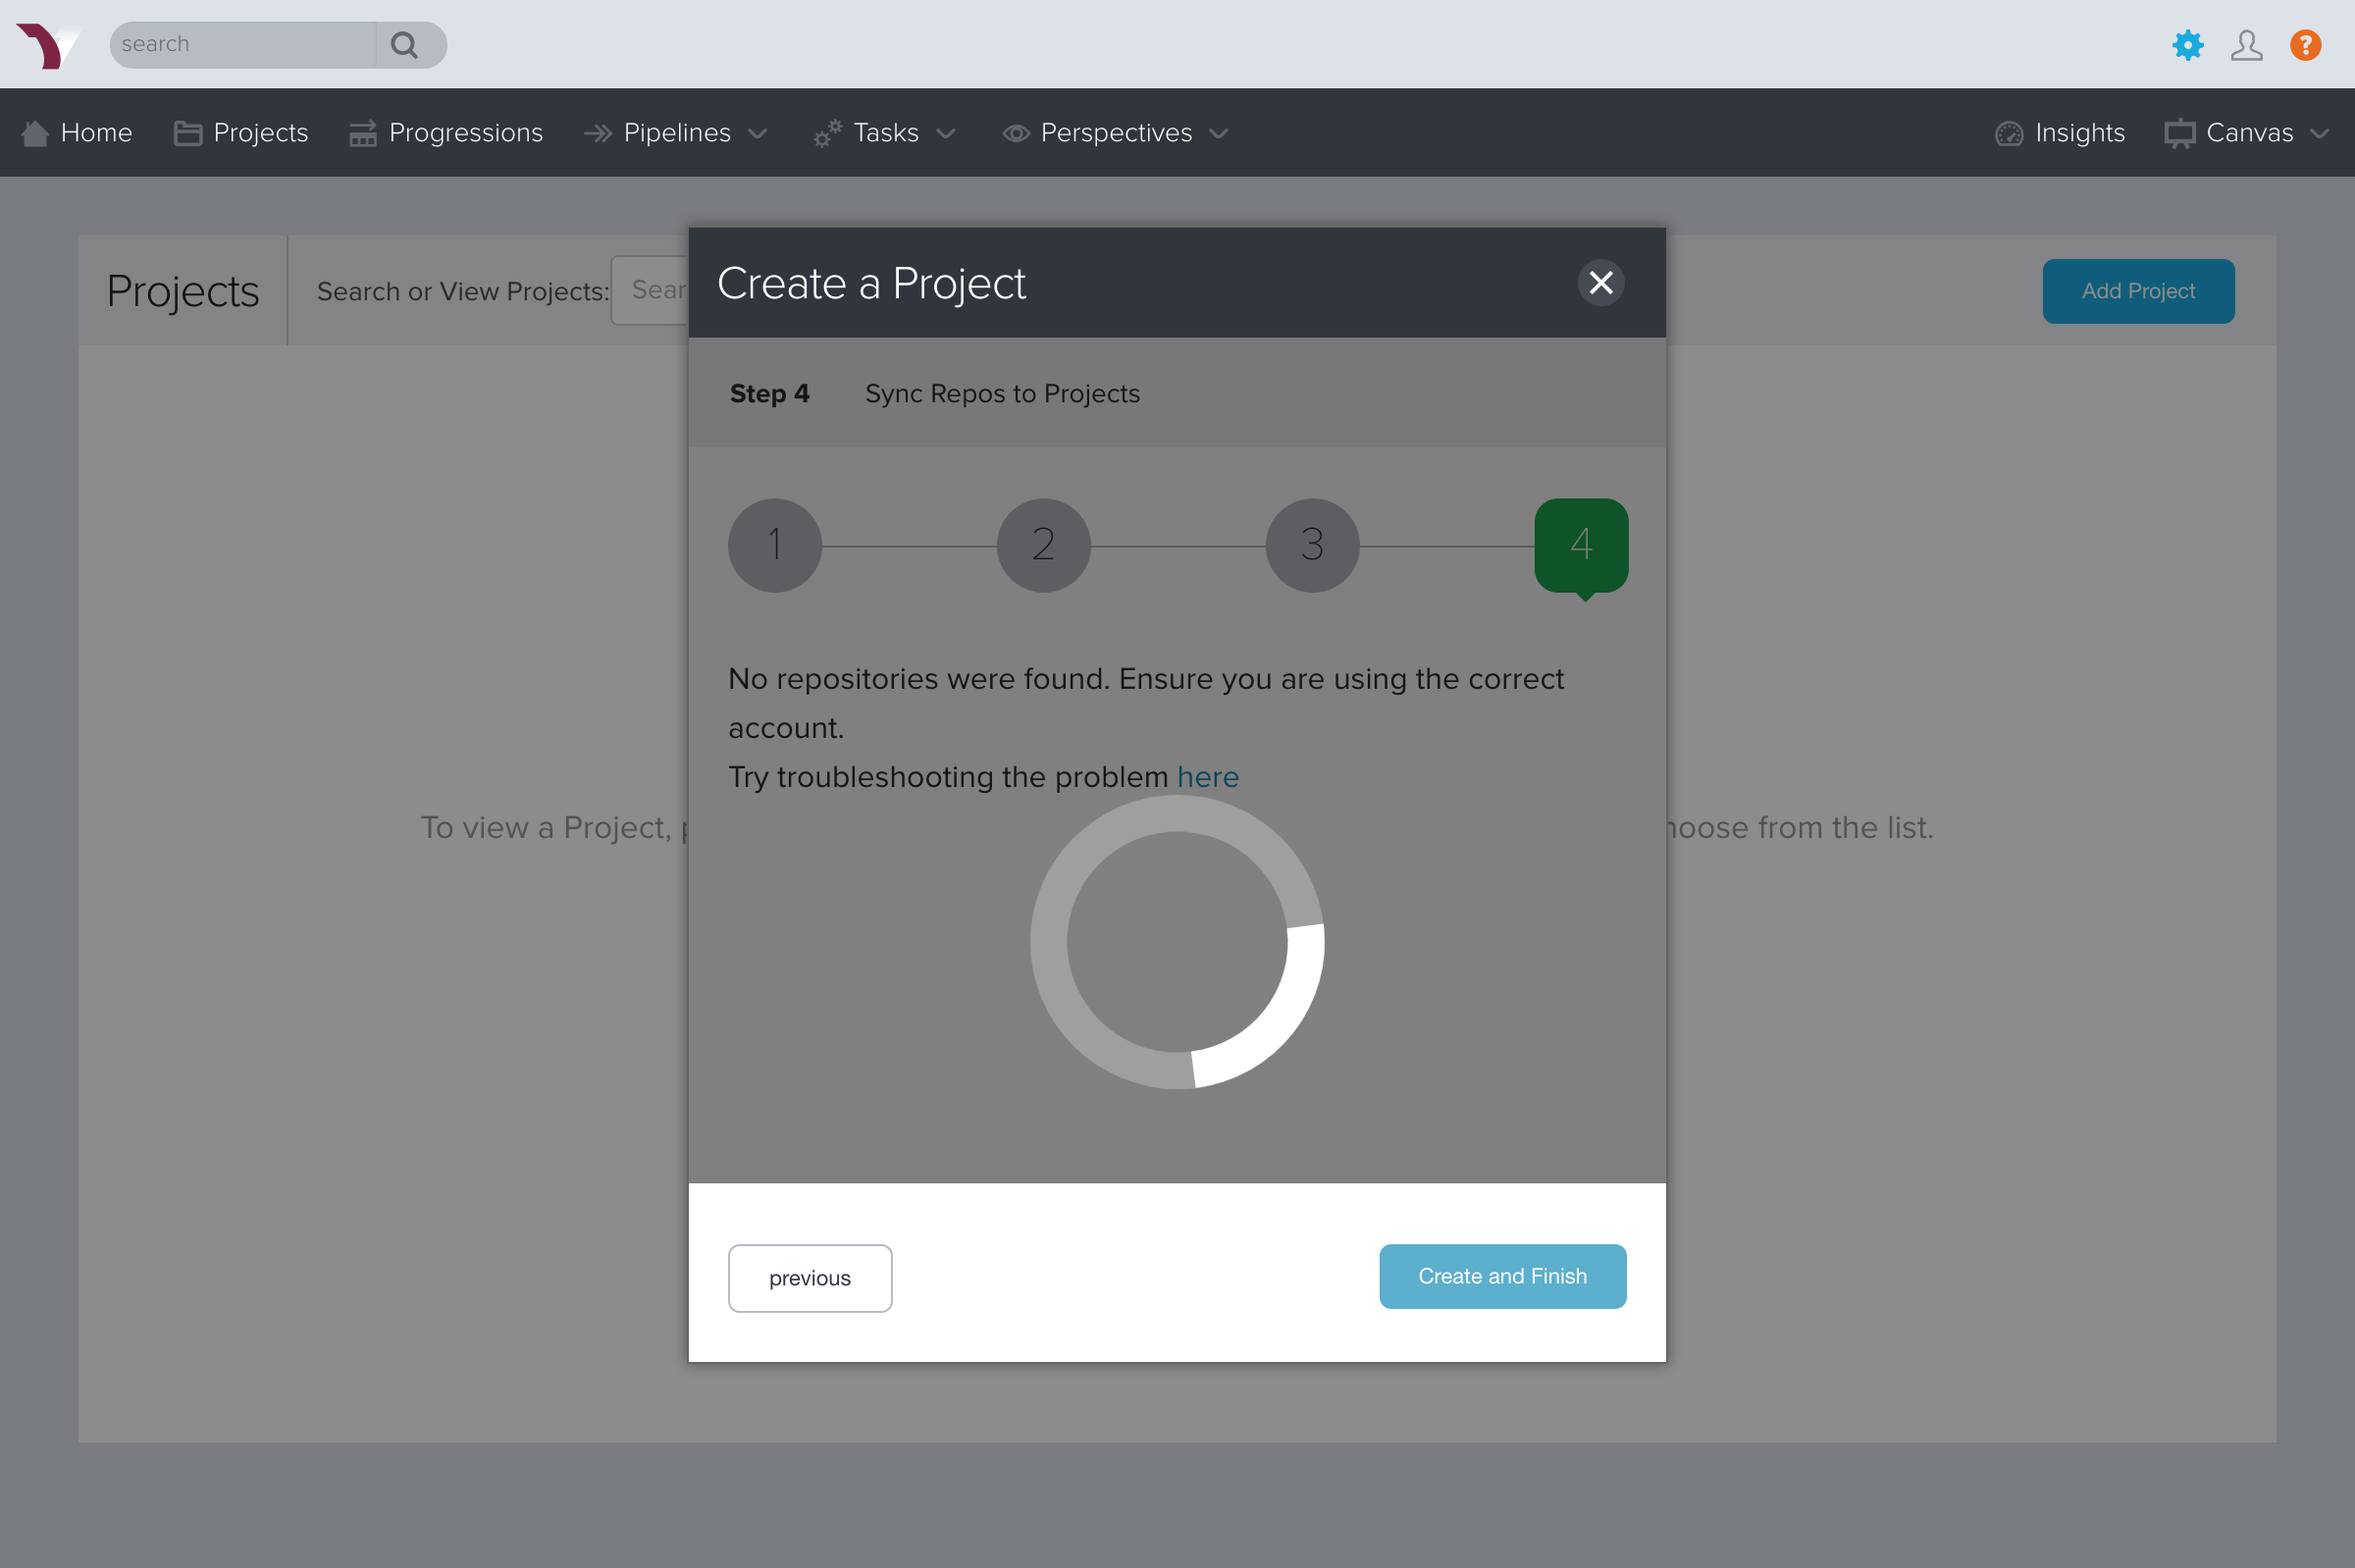 search
?
Home Projects Progressions Pipelines Tasks Perspectives Insights Canvas
Projects Search or View Projects: Sear Add Project
Create a Project
Step 4 Sync Repos to Projects
1 2 3 4
No repositories were found. Ensure you are using the correct
account.
Try troubleshooting the problem here
To view a Project, hoose from the list.
previous Create and Finish